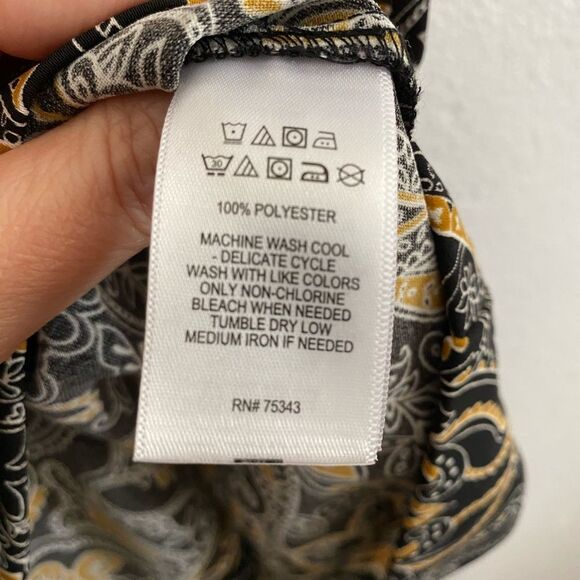 30
100% POLYESTER
MACHINE WASH COOL
- DELICATE CYCLE
WASH WITH LIKE COLORS
ONLY NON-CHLORINE
BLEACH WHEN NEEDED
TUMBLE DRY LOW
MEDIUM IRON IF NEEDED
RN# 75343